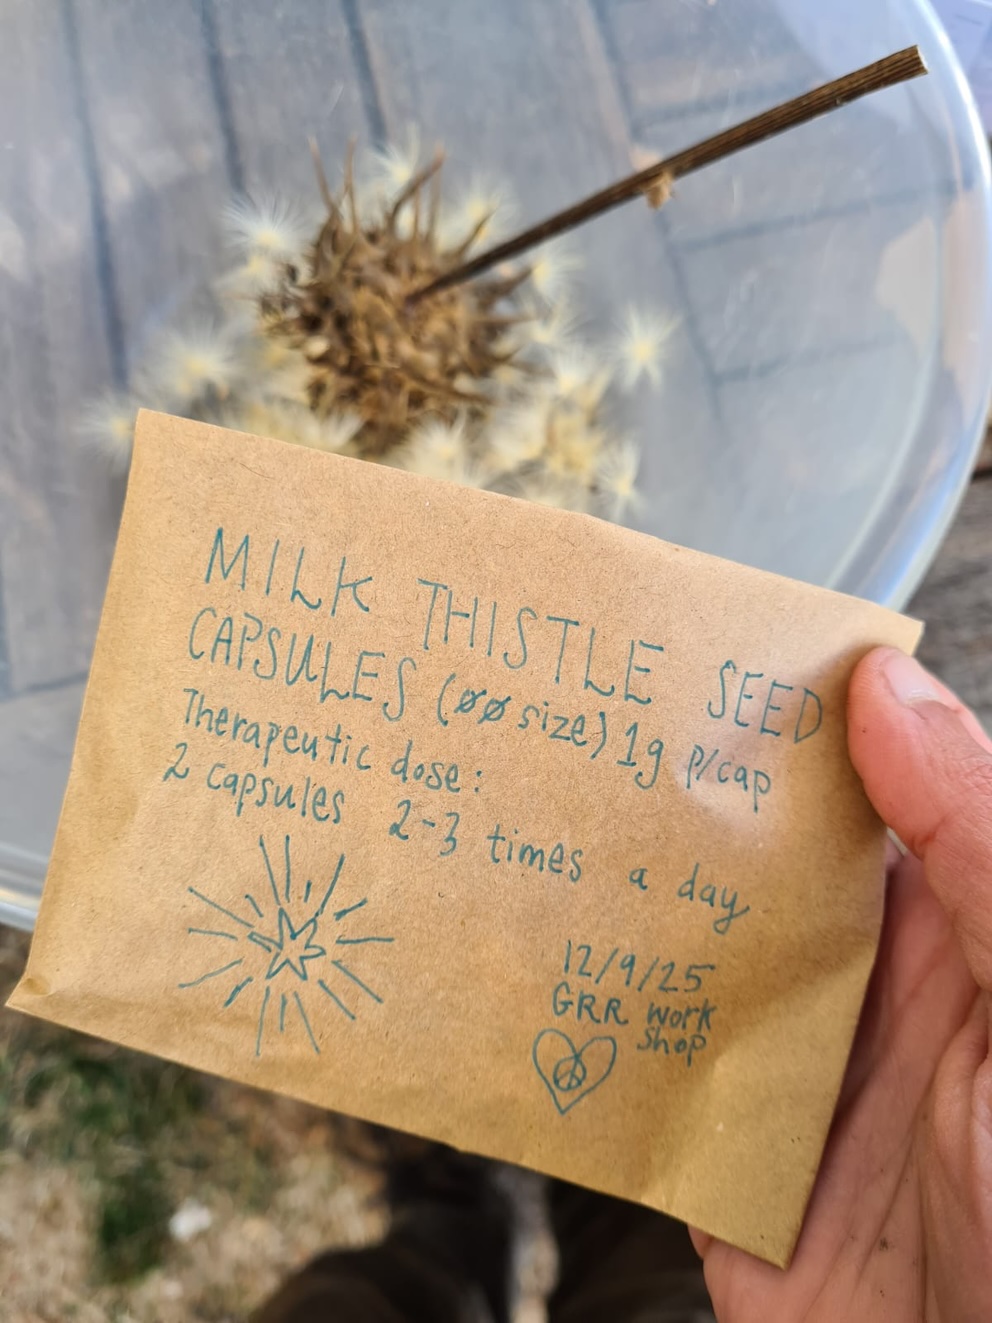 MILK THISTLE SEED
CAPSULES (øø size) 1g p/cap
Therapeutic dose:
2 capsules 2-3 times a day
12/9/25
GRR work
shop